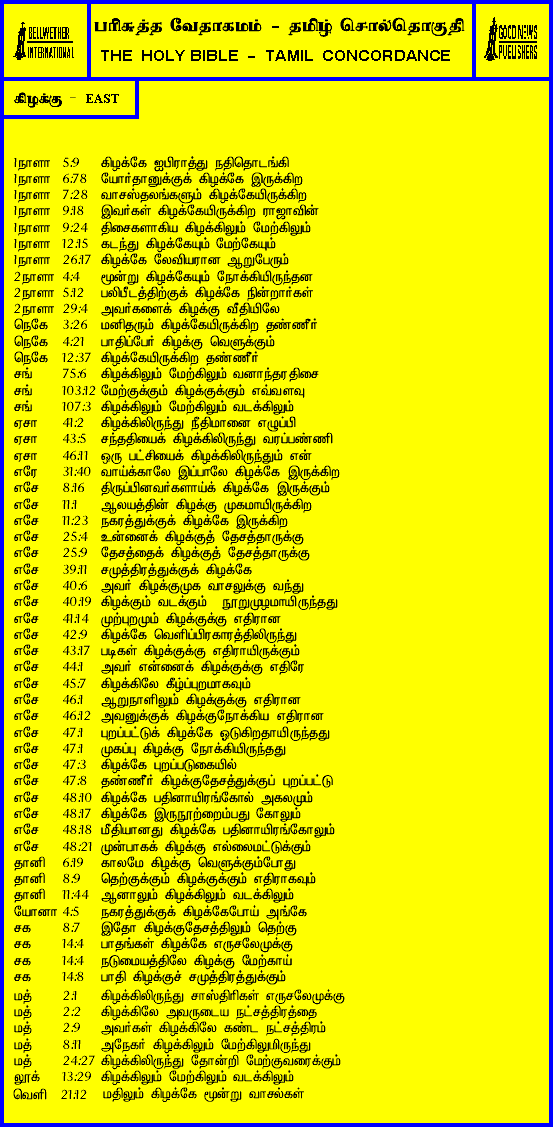 BELLWETHER
INTERNATIONAL
பரிசுத்த வேதாகமம் - தமிழ் சொல்தொகுதி
THE HOLY BIBLE - TAMIL CONCORDANCE
GOOD NEWS
PUBLISHERS
கிழக்கு - EAST
1நாளா 5:9 கிழக்கே ஐபிராத்து நதிதொடங்கி
1நாளா 6:78 யோர்தானுக்குக் கிழக்கே இருக்கிற
1நாளா 7:28 வாசஸ்தலங்களும் கிழக்கேயிருக்கிற
1நாளா 9:18 இவர்கள் கிழக்கேயிருக்கிற ராஜாவின்
1நாளா 9:24 திசைகளாகிய கிழக்கிலும் மேற்கிலும்
1நாளா 12:15 கடந்து கிழக்கேயும் மேற்கேயும்
1நாளா 26:17 கிழக்கே லேவியரான ஆறுபேரும்
2நாளா 4:4 மூன்று கிழக்கேயும் நோக்கியிருந்தன
2நாளா 5:12 பலிபீடத்திற்குக் கிழக்கே நின்றார்கள்
2நாளா 29:4 அவர்களைக் கிழக்கு வீதியிலே
நெகே 3:26 மனிதரும் கிழக்கேயிருக்கிற தண்ணீர்
நெகே 4:21 பாதிப்பேர் கிழக்கு வெளுக்கும்
நெகே 12:37 கிழக்கேயிருக்கிற தண்ணீர்
சங் 75:6 கிழக்கிலும் மேற்கிலும் வனாந்தரதிசை
சங் 103:12 மேற்குக்கும் கிழக்குக்கும் எவ்வளவு
சங் 107:3 கிழக்கிலும் மேற்கிலும் வடக்கிலும்
ஏசா 41:2 கிழக்கிலிருந்து நீதிமானை எழுப்பி
ஏசா 43:5 சந்ததியைக் கிழக்கிலிருந்து வரப்பண்ணி
ஏசா 46:11 ஒரு பட்சியைக் கிழக்கிலிருந்தும் என்
எரே 31:40 வாய்க்காலே இப்பாலே கிழக்கே இருக்கிற
எசே 8:16 திருப்பினவர்களாய்க் கிழக்கே இருக்கும்
எசே 11:1 ஆலயத்தின் கிழக்கு முகமாயிருக்கிற
எசே 11:23 நகரத்துக்குக் கிழக்கே இருக்கிற
எசே 25:4 உன்னைக் கிழக்குத் தேசத்தாருக்கு
எசே 25:9 தேசத்தைக் கிழக்குத் தேசத்தாருக்கு
எசே 39:11 சமுத்திரத்துக்குக் கிழக்கே
எசே 40:6 அவர் கிழக்குமுக வாசலுக்கு வந்து
எசே 40:19 கிழக்கும் வடக்கும் நூறுமுழமாயிருந்தது
எசே 41:14 முற்புறமும் கிழக்குக்கு எதிரான
எசே 42:9 கிழக்கே வெளிப்பிரகாரத்திலிருந்து
எசே 43:17 படிகள் கிழக்குக்கு எதிராயிருக்கும்
எசே 44:1 அவர் என்னைக் கிழக்குக்கு எதிரே
எசே 45:7 கிழக்கிலே கீழ்ப்புறமாகவும்
எசே 46:1 ஆறுநாளிலும் கிழக்குக்கு எதிரான
எசே 46:12 அவனுக்குக் கிழக்குநோக்கிய எதிரான
எசே 47:1 புறப்பட்டுக் கிழக்கே ஓடுகிறதாயிருந்தது
எசே 47:1 முகப்பு கிழக்கு நோக்கியிருந்தது
எசே 47:3 கிழக்கே புறப்படுகையில்
எசே 47:8 தண்ணீர் கிழக்குதேசத்துக்குப் புறப்பட்டு
எசே 48:10 கிழக்கே பதினாயிரங்கோல் அகலமும்
எசே 48:17 கிழக்கே இருநூற்றைம்பது கோலும்
எசே 48:18 மீதியானது கிழக்கே பதினாயிரங்கோலும்
எசே 48:21 முன்பாகக் கிழக்கு எல்லைமட்டுக்கும்
தானி 6:19 காலமே கிழக்கு வெளுக்கும்போது
தானி 8:9 தெற்குக்கும் கிழக்குக்கும் எதிராகவும்
தானி 11:44 ஆனாலும் கிழக்கிலும் வடக்கிலும்
யோனா 4:5 நகரத்துக்குக் கிழக்கேபோய் அங்கே
சக 8:7 இதோ கிழக்குதேசத்திலும் தெற்கு
சக 14:4 பாதங்கள் கிழக்கே எருசலேமுக்கு
சக 14:4 நடுமையத்திலே கிழக்கு மேற்காய்
சக 14:8 பாதி கிழக்குச் சமுத்திரத்துக்கும்
மத் 2:1 கிழக்கிலிருந்து சாஸ்திரிகள் எருசலேமுக்கு
மத் 2:2 கிழக்கிலே அவருடைய நட்சத்திரத்தை
மத் 2:9 அவர்கள் கிழக்கிலே கண்ட நட்சத்திரம்
மத் 8:11 அநேகர் கிழக்கிலும் மேற்கிலுமிருந்து
மத் 24:27 கிழக்கிலிருந்து தோன்றி மேற்குவரைக்கும்
லூக் 13:29 கிழக்கிலும் மேற்கிலும் வடக்கிலும்
வெளி 21:12 மதிலும் கிழக்கே மூன்று வாசல்கள்